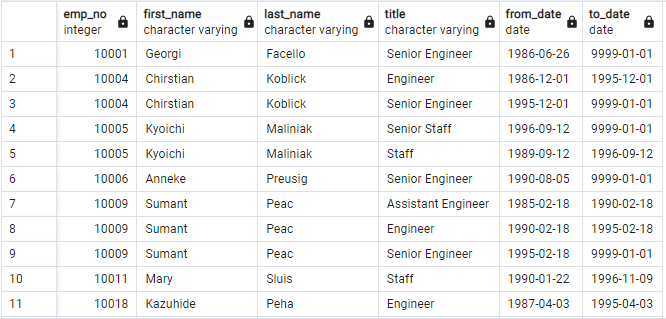 emp_no first_name last_name title from_date to_date
integer character varying character varying character varying date date
1 10001 Georgi Facello Senior Engineer 1986-06-26 9999-01-01
2 10004 Chirstian Koblick Engineer 1986-12-01 1995-12-01
3 10004 Chirstian Koblick Senior Engineer 1995-12-01 9999-01-01
4 10005 Kyoichi Maliniak Senior Staff 1996-09-12 9999-01-01
5 10005 Kyoichi Maliniak Staff 1989-09-12 1996-09-12
6 10006 Anneke Preusig Senior Engineer 1990-08-05 9999-01-01
7 10009 Sumant Peac Assistant Engineer 1985-02-18 1990-02-18
8 10009 Sumant Peac Engineer 1990-02-18 1995-02-18
9 10009 Sumant Peac Senior Engineer 1995-02-18 9999-01-01
10 10011 Mary Sluis Staff 1990-01-22 1996-11-09
11 10018 Kazuhide Peha Engineer 1987-04-03 1995-04-03